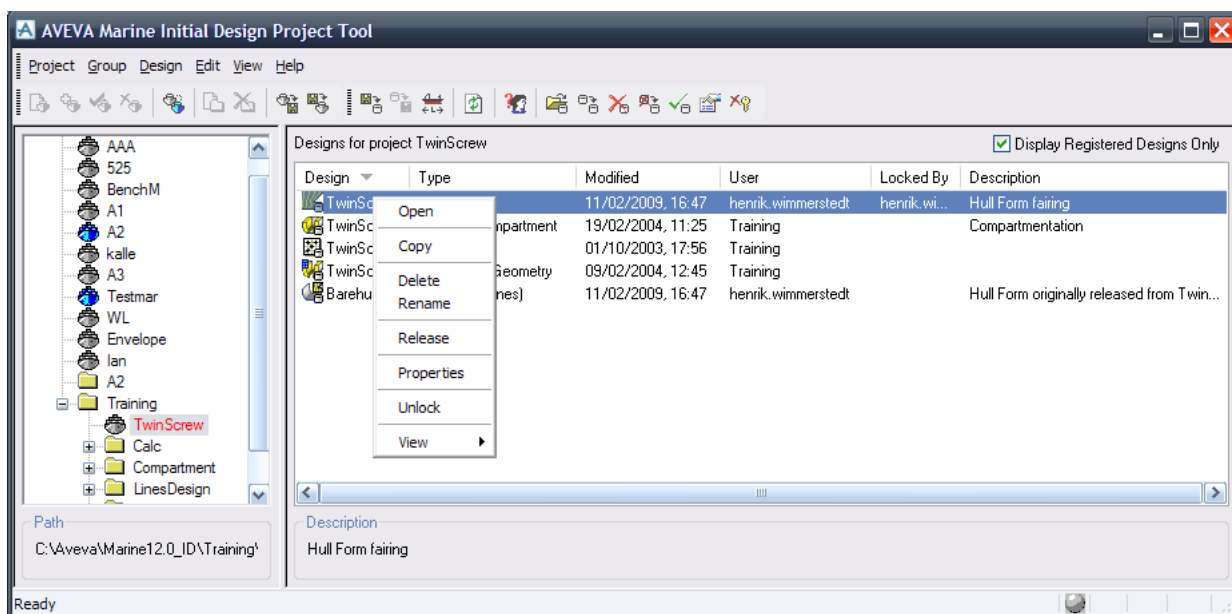 AVEVA Marine Initial Design Project Tool
Project Group Design Edit View Help
AAA
525
BenchM
A1
A2
kalle
A3
Testmar
WL
Envelope
Ian
A2
Training
TwinScrew
Calc
Compartment
LinesDesign
Path
C:\Aveva\Marine12.0_ID\Training\
Designs for project TwinScrew
Display Registered Designs Only
Design Type Modified User Locked By Description
TwinSc 11/02/2009, 16:47 henrik.wimmerstedt henrik.wi... Hull Form fairing
TwinSc mpartment 19/02/2004, 11:25 Training Compartmentation
TwinSc 01/10/2003, 17:56 Training
TwinSc Geometry 09/02/2004, 12:45 Training
Barehu nes) 11/02/2009, 16:47 henrik.wimmerstedt Hull Form originally released from Twin...
Open
Copy
Delete
Rename
Release
Properties
Unlock
View
Description
Hull Form fairing
Ready